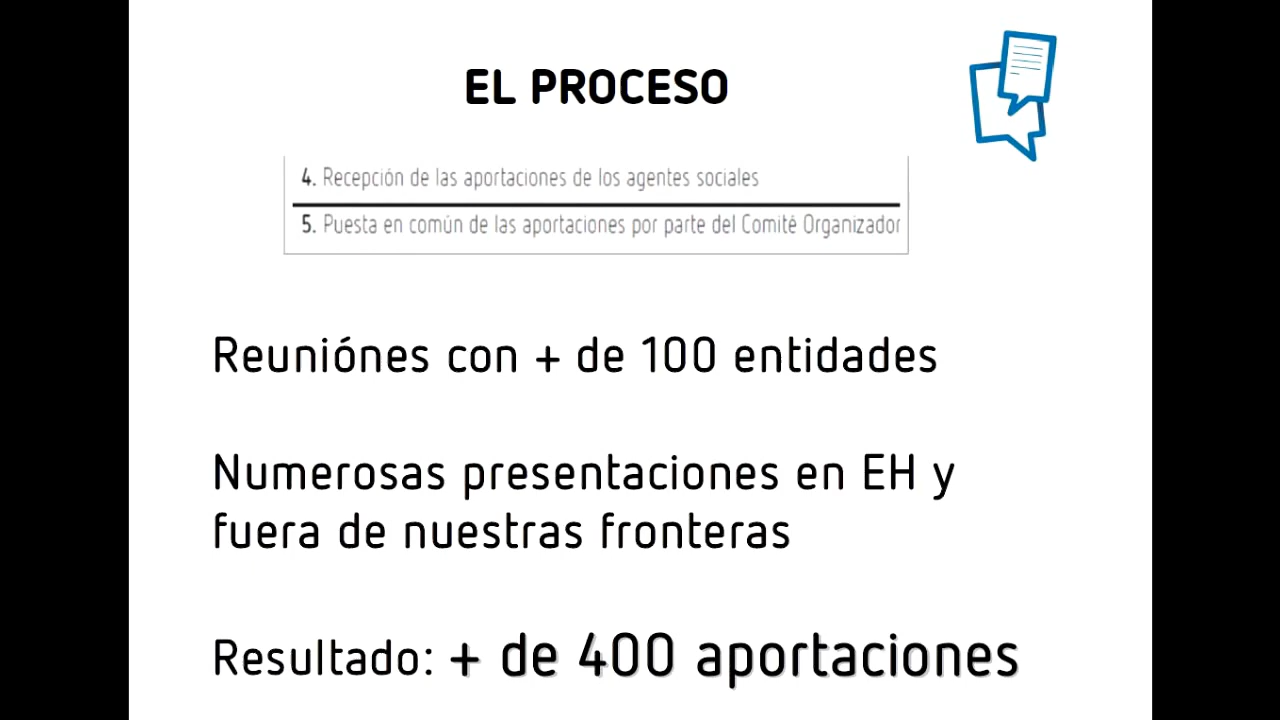 EL PROCESO
4. Recepción de las aportaciones de los agentes sociales
5. Puesta en común de las aportaciones por parte del Comité Organizador
Reuniónes con + de 100 entidades
Numerosas presentaciones en EH y
fuera de nuestras fronteras
Resultado: + de 400 aportaciones